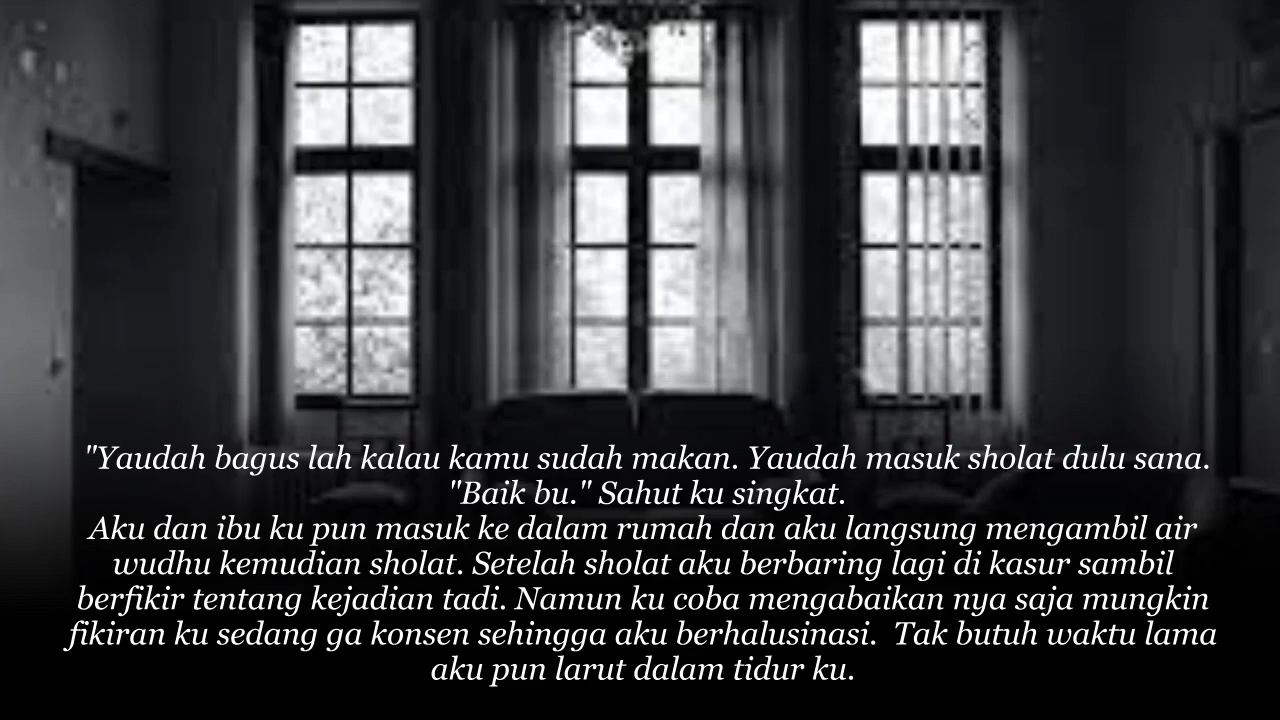 "Yaudah bagus lah kalau kamu sudah makan. Yaudah masuk sholat dulu sana.
"Baik bu." Sahut ku singkat.
Aku dan ibu ku pun masuk ke dalam rumah dan aku langsung mengambil air
wudhu kemudian sholat. Setelah sholat aku berbaring lagi di kasur sambil
berfikir tentang kejadian tadi. Namun ku coba mengabaikan nya saja mungkin
fikiran ku sedang ga konsen sehingga aku berhalusinasi.  Tak butuh waktu lama
aku pun larut dalam tidur ku.